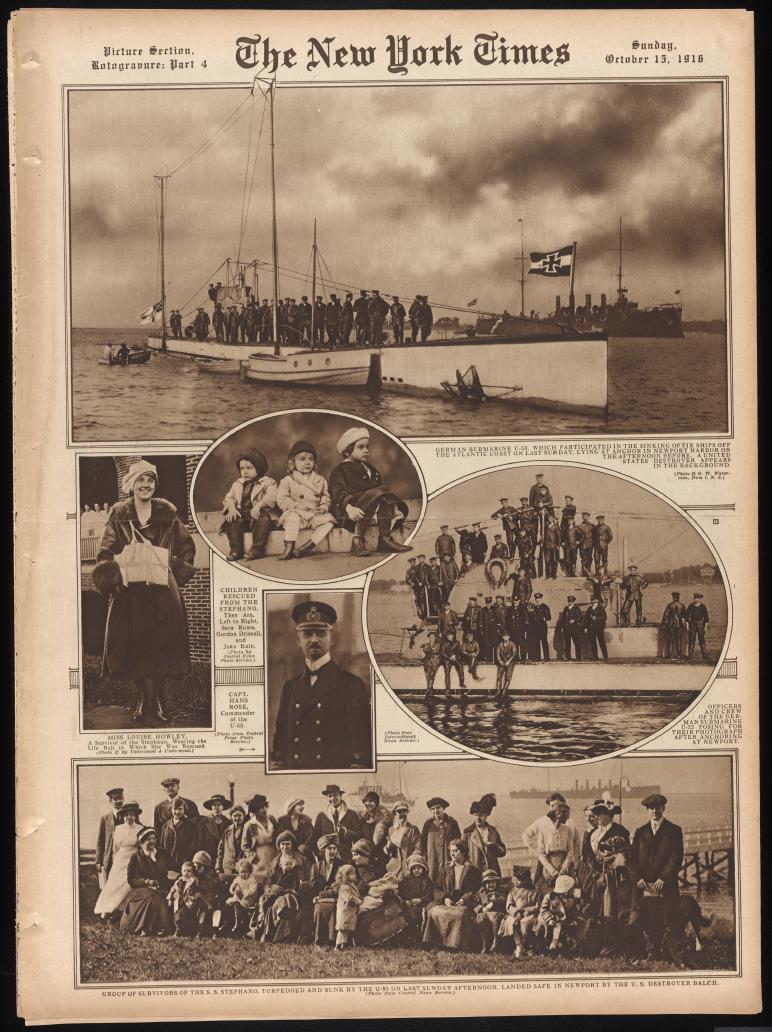 Picture Section,
Rotogravure: Part 4
The New York Times
Sunday,
October 15, 1916
GERMAN SUBMARINE U-53, WHICH PARTICIPATED IN THE SINKING OF SIX SHIPS OFF
THE ATLANTIC COAST ON LAST SUNDAY, LYING AT ANCHOR IN NEWPORT HARBOR ON
THE AFTERNOON BEFORE. A UNITED
STATES DESTROYER APPEARS
IN THE BACKGROUND.
(Photo © G. W. Water-
man, from I. N. S.)
CHILDREN
RESCUED
FROM THE
STEPHANO.
They Are,
Left to Right,
Sara Roms,
Gordon Driscoll,
and
Jean Kain.
(Photo by
Central News
Photo Service.)
CAPT.
HANS
ROSE,
Commander
of the
U-53.
(Photo from Central
Press Photo
Service.)
MISS LOUISE HOWLEY,
A Survivor of the Stephano, Wearing the
Life Belt in Which She Was Rescued.
(Photo © by Underwood & Underwood.)
(Photo from
International
News Service.)
OFFICERS
AND CREW
OF THE GER-
MAN SUBMARINE
U-53 POSING FOR
THEIR PHOTOGRAPH
AFTER ANCHORING
AT NEWPORT.
GROUP OF SURVIVORS OF THE S. S. STEPHANO, TORPEDOED AND SUNK BY THE U-53 ON LAST SUNDAY AFTERNOON, LANDED SAFE IN NEWPORT BY THE U. S. DESTROYER BALCH.
(Photo from Central News Service.)